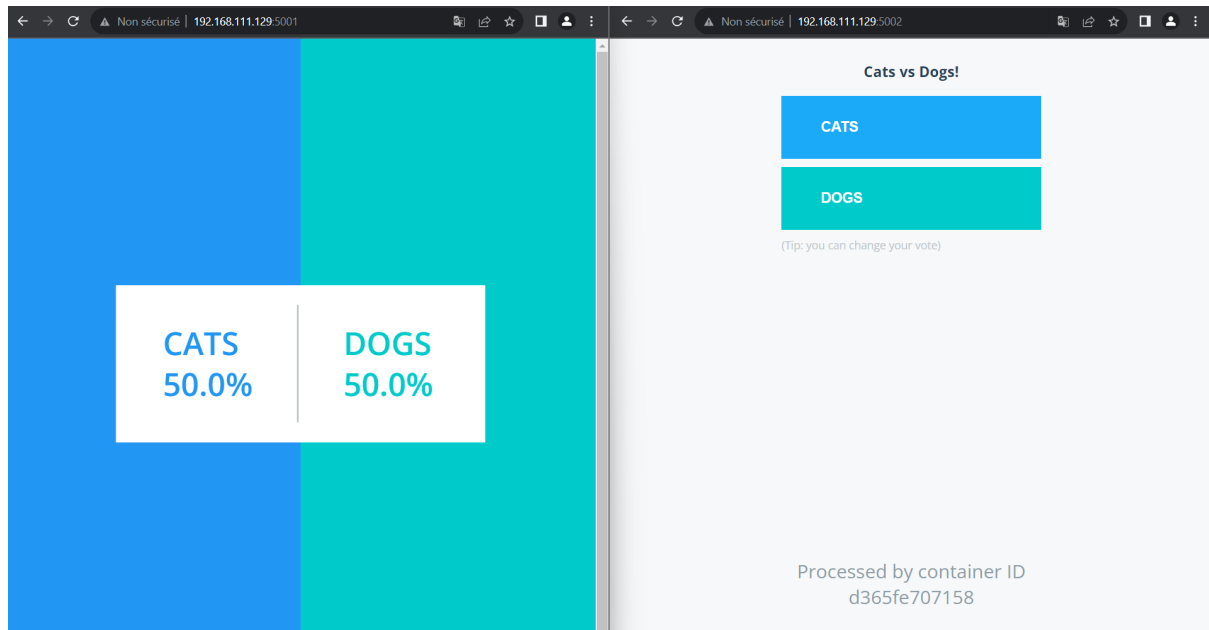 Non sécurisé | 192.168.111.129:5001
CATS
50.0%
DOGS
50.0%
Non sécurisé | 192.168.111.129:5002
Cats vs Dogs!
CATS
DOGS
(Tip: you can change your vote)
Processed by container ID
d365fe707158